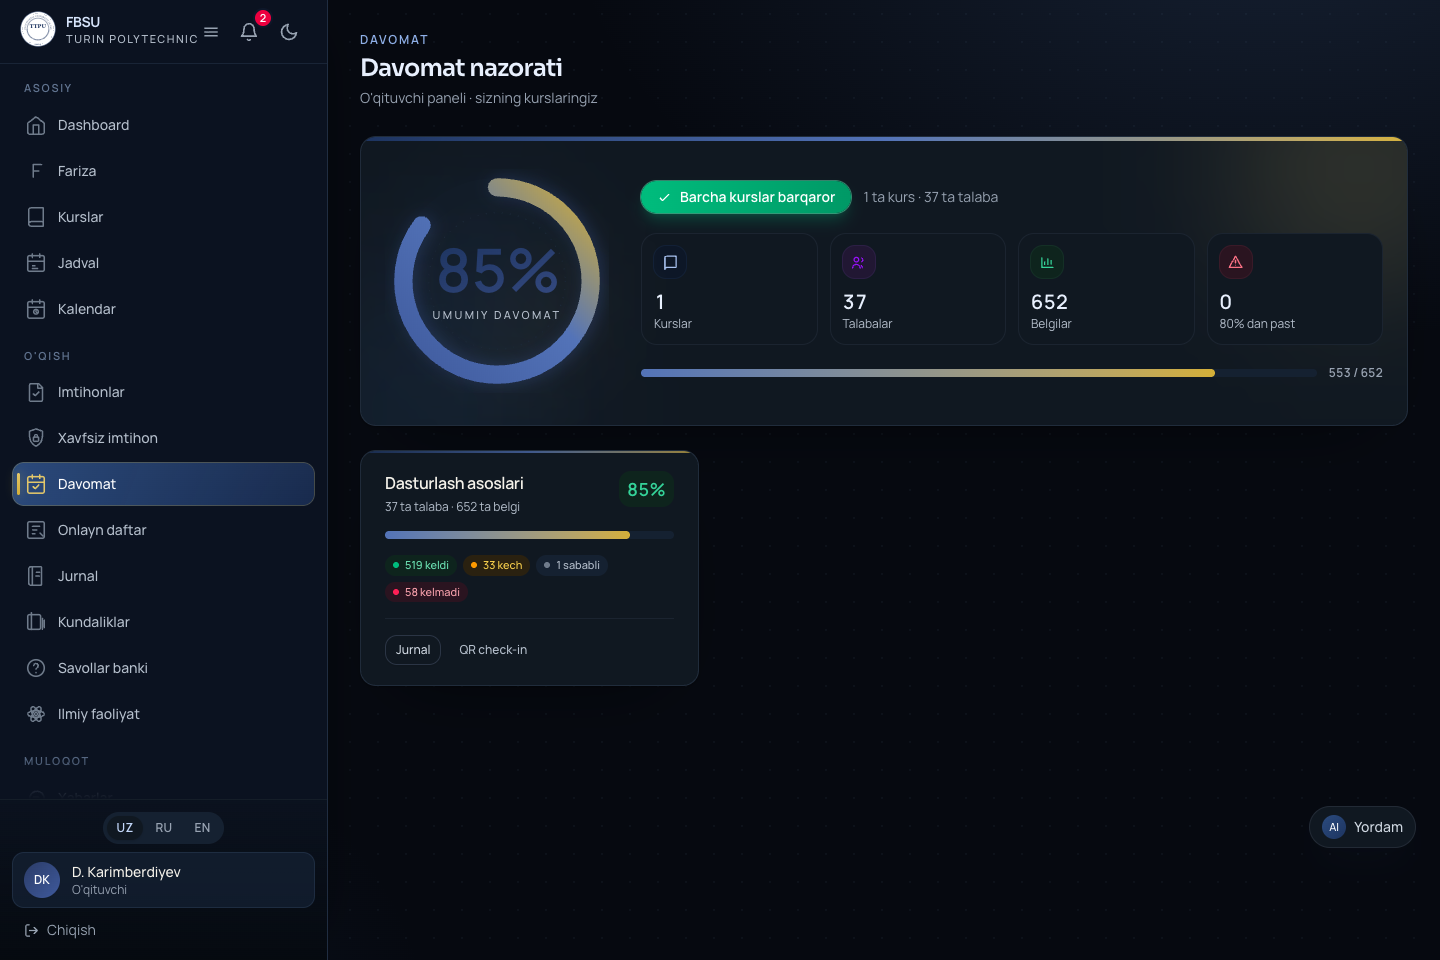 FBSU
TURIN POLYTECHNIC
2
ASOSIY
Dashboard
F Fariza
Kurslar
Jadval
Kalendar
O'QISH
Imtihonlar
Xavfsiz imtihon
Davomat
Onlayn daftar
Jurnal
Kundaliklar
Savollar banki
Ilmiy faoliyat
MULOQOT
Xabarlar
UZ RU EN
DK
D. Karimberdiyev
O'qituvchi
Chiqish
DAVOMAT
Davomat nazorati
O'qituvchi paneli · sizning kurslaringiz
85%
UMUMIY DAVOMAT
Barcha kurslar barqaror
1 ta kurs · 37 ta talaba
1
Kurslar
37
Talabalar
652
Belgilar
0
80% dan past
553 / 652
Dasturlash asoslari
37 ta talaba · 652 ta belgi
85%
519 keldi
33 kech
1 sababli
58 kelmadi
Jurnal
QR check-in
AI Yordam